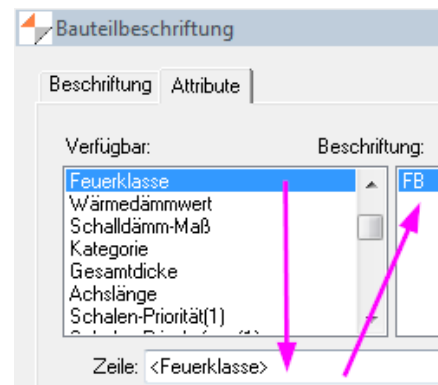 Bauteilbeschriftung
Beschriftung Attribute
Verfügbar: Beschriftung:
Feuerklasse FB
Wärmedämmwert
Schalldämm-Maß
Kategorie
Gesamtdicke
Achslänge
Schalen-Priorität(1)
Zeile: <Feuerklasse>